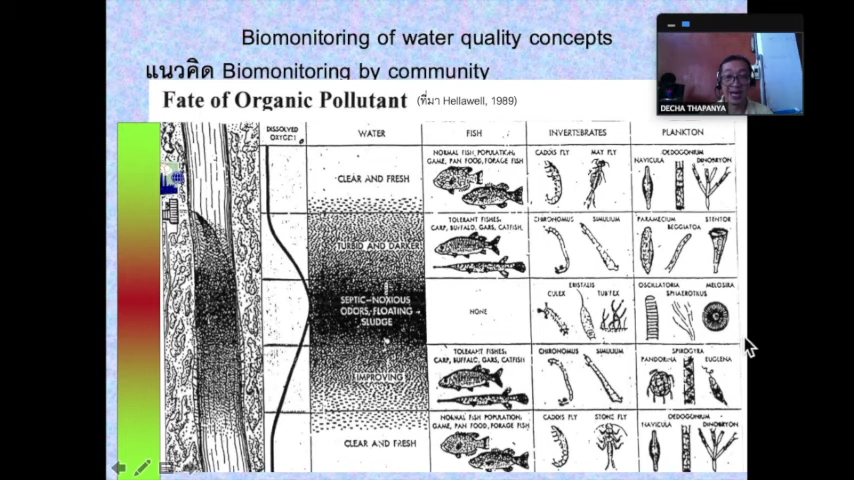 Biomonitoring of water quality concepts
แนวคิด Biomonitoring by community
Fate of Organic Pollutant (ที่มา Hellawell, 1989)
DECHA THAPANYA
DISSOLVED OXYGEN
WATER
FISH
INVERTEBRATES
PLANKTON
CLEAR AND FRESH
NORMAL FISH, POPULATION;
GAME, PAN FOOD, FORAGE FISH
CADDIS FLY
MAY FLY
OEDOGONIUM
NAVICULA
DINOBRYON
TURBID AND DARKER
TOLERANT FISHES;
CARP, BUFFALO, GARS, CATFISH,
CHIROHOMUS
SIMULIUM
PARAMECIUM
STENTOR
BEGGIATOA
SEPTIC-NOXIOUS
ODORS, FLOATING
SLUDGE
NONE
ERISTALIS
CULEX
TUBIFEX
OSCILLATORIA
MELOSIRA
SPHAEROTILUS
IMPROVING
TOLERANT FISHES;
CARP, BUFFALO, GARS, CATFISH
CHIROHOMUS
SIMULIUM
SPIROGYRA
PANDORINA
EUGLENA
CLEAR AND FRESH
NORMAL FISH POPULATION;
GAME, PAN FOOD, FORAGE FISH
CADDIS FLY
STONE FLY
OEDOGONIUM
NAVICULA
DINOBRYON